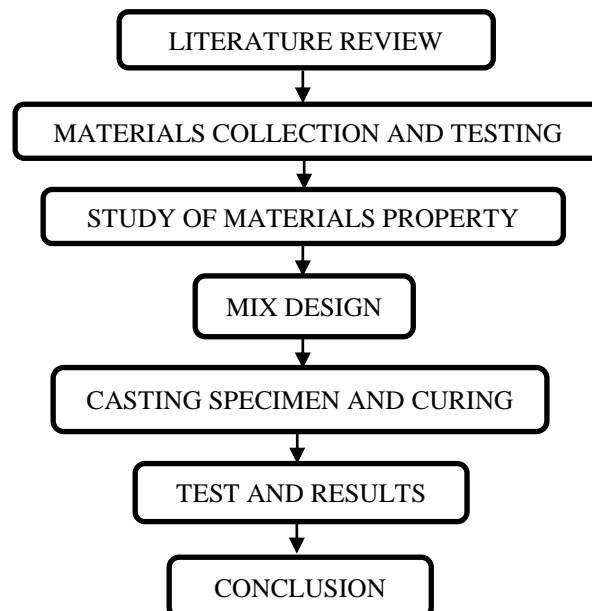 LITERATURE REVIEW
MATERIALS COLLECTION AND TESTING
STUDY OF MATERIALS PROPERTY
MIX DESIGN
CASTING SPECIMEN AND CURING
TEST AND RESULTS
CONCLUSION